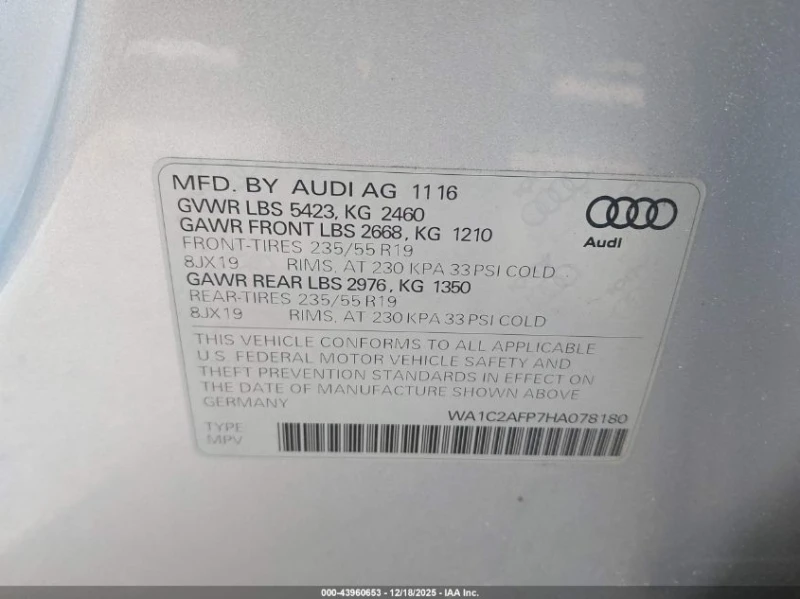 MFD. BY AUDI AG 1116
GVWR LBS 5423, KG 2460
GAWR FRONT LBS 2668, KG 1210
FRONT-TIRES 235/55 R19
8JX19 RIMS, AT 230 KPA 33 PSI COLD
GAWR REAR LBS 2976, KG 1350
REAR-TIRES 235/55 R19
8JX19 RIMS, AT 230 KPA 33 PSI COLD
Audi
THIS VEHICLE CONFORMS TO ALL APPLICABLE
U.S. FEDERAL MOTOR VEHICLE SAFETY AND
THEFT PREVENTION STANDARDS IN EFFECT ON
THE DATE OF MANUFACTURE SHOWN ABOVE.
GERMANY
WA1C2AFP7HA078180
TYPE
MPV
000-43960653 - 12/18/2025 - IAA Inc.